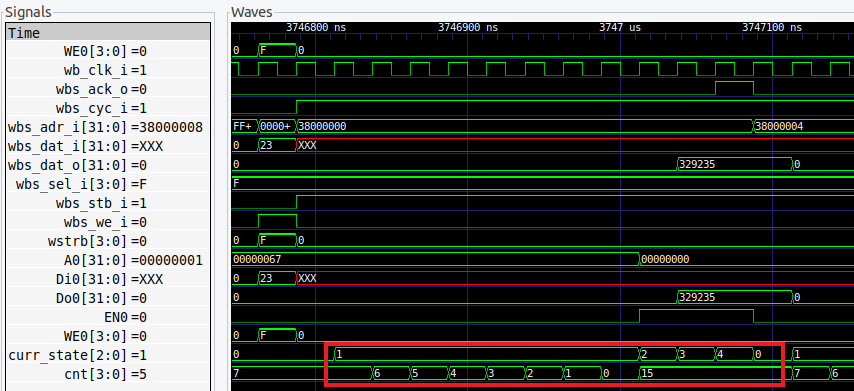 Signals
Waves
Time
3746800 ns 3746900 ns 3747 us 3747100 ns
WE0[3:0]=0 0 F 0
wb_clk_i=1
wbs_ack_o=0
wbs_cyc_i=1
wbs_adr_i[31:0]=38000008 FF+ 0000+ 38000000 38000004
wbs_dat_i[31:0]=XXX 0 23 XXX
wbs_dat_o[31:0]=0 0 329235 0
wbs_sel_i[3:0]=F F
wbs_stb_i=1
wbs_we_i=0
wstrb[3:0]=0 0 F 0
A0[31:0]=00000001 00000067 00000000
Di0[31:0]=XXX 0 23 XXX
Do0[31:0]=0 0 329235 0
EN0=0
WE0[3:0]=0 0 F 0
curr_state[2:0]=1 0 1 2 3 4 0 1
cnt[3:0]=5 7 6 5 4 3 2 1 0 15 7 6